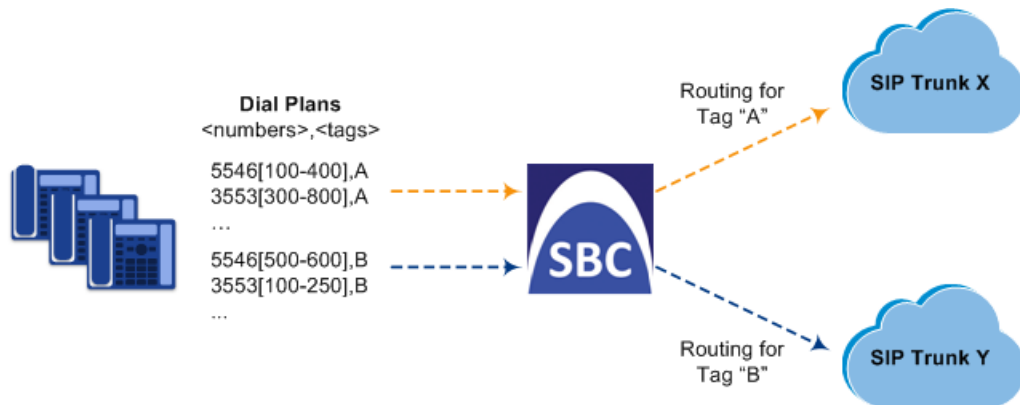 Dial Plans
<numbers>,<tags>
5546[100-400],A
3553[300-800],A
...
5546[500-600],B
3553[100-250],B
...
SBC
Routing for
Tag “A”
SIP Trunk X
Routing for
Tag “B”
SIP Trunk Y